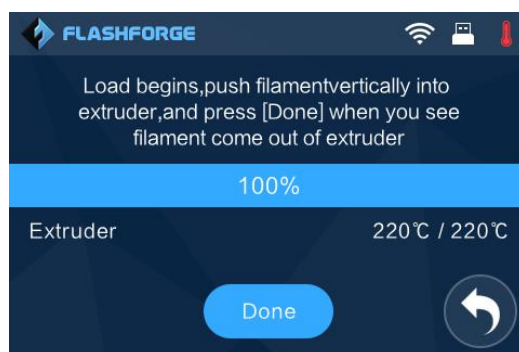 FLASHFORGE
Load begins,push filamentvertically into
extruder,and press [Done] when you see
filament come out of extruder
100%
Extruder 220℃ / 220℃
Done